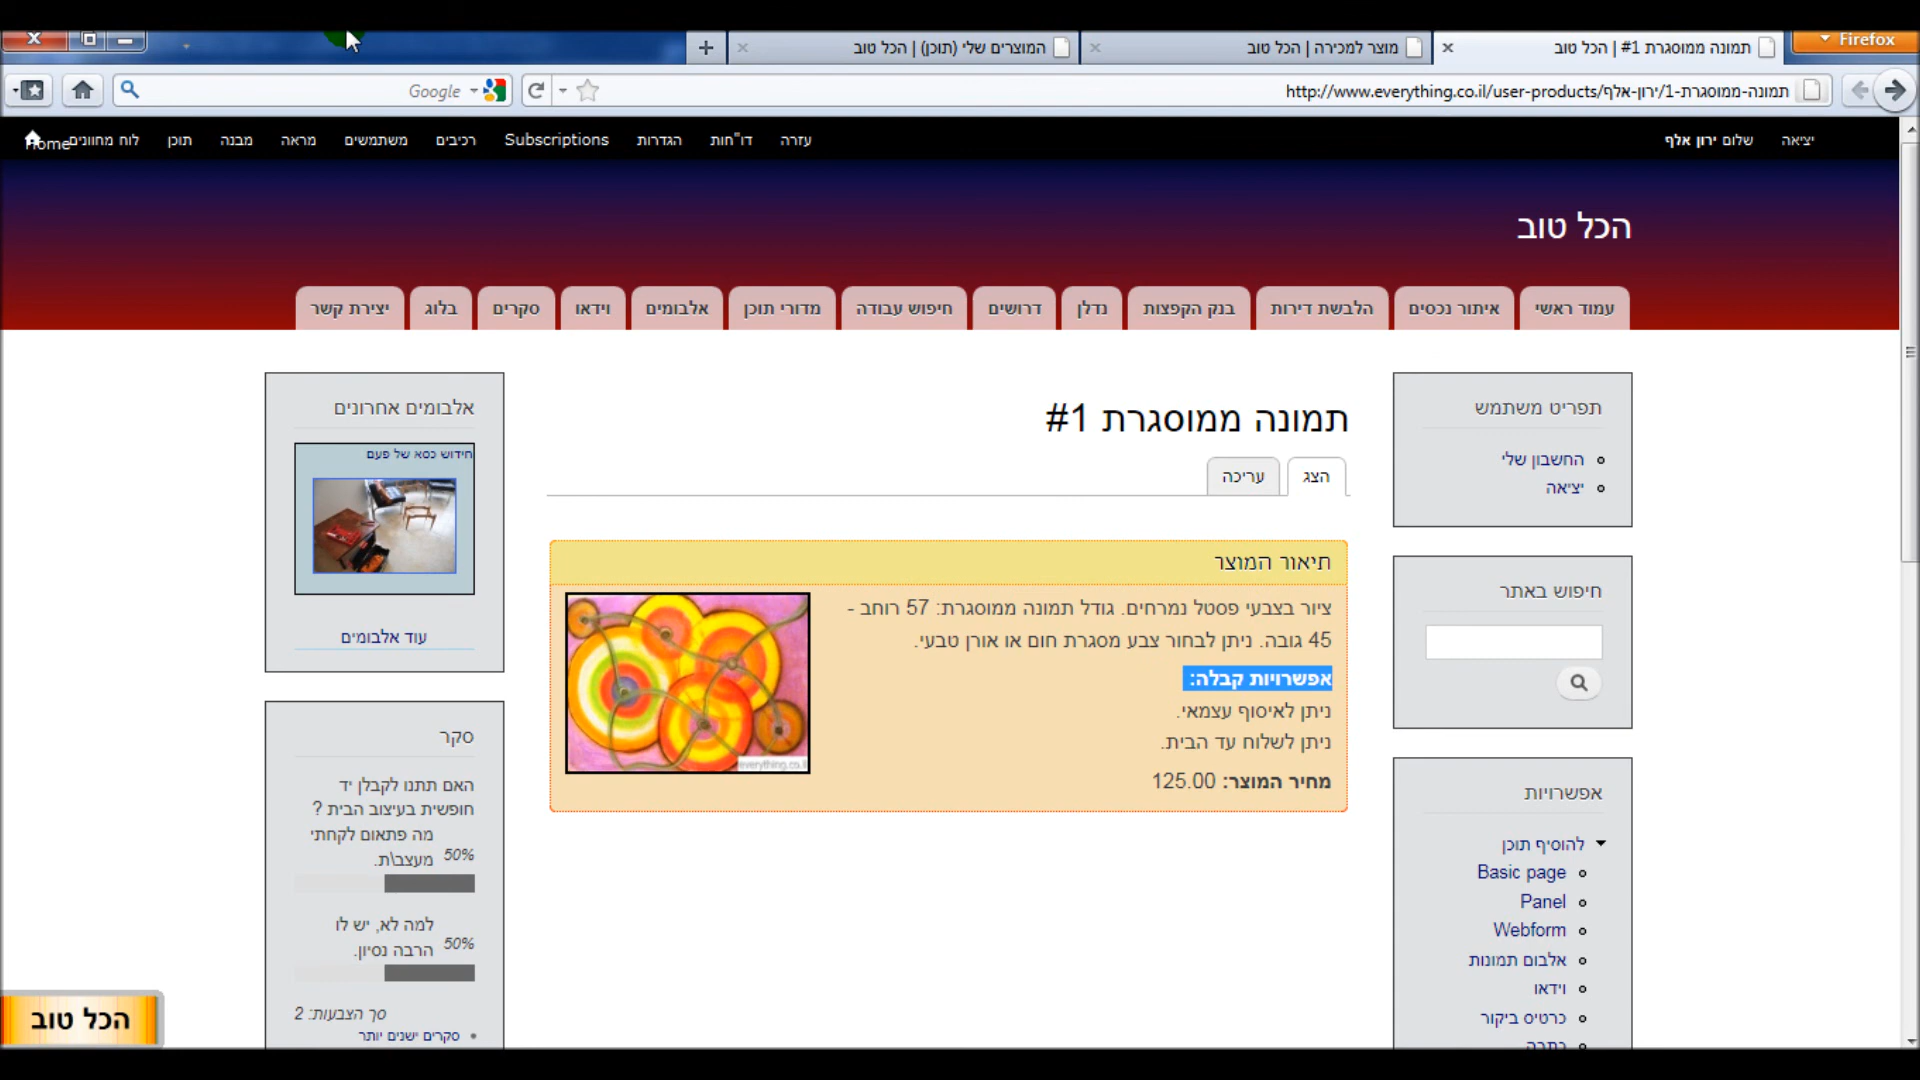 Firefox
תמונה ממוסגרת #1 | הכל טוב
מוצר למכירה | הכל טוב
המוצרים שלי (תוכן) | הכל טוב
http://www.everything.co.il/user-products/ירון-אלף/תמונה-ממוסגרת-1
Google
יציאה
שלום ירון אלף
Home
לוח מחוונים
תוכן
מבנה
מראה
משתמשים
רכיבים
Subscriptions
הגדרות
דו"חות
עזרה
הכל טוב
עמוד ראשי
איתור נכסים
הלבשת דירות
בנק הקפצות
נדלן
דרושים
חיפוש עבודה
מדורי תוכן
אלבומים
וידאו
סקרים
בלוג
יצירת קשר
תפריט משתמש
החשבון שלי
יציאה
חיפוש באתר
אפשרויות
להוסיף תוכן
Basic page
Panel
Webform
אלבום תמונות
וידאו
כרטיס ביקור
כתבה
תמונה ממוסגרת #1
הצג
עריכה
תיאור המוצר
ציור בצבעי פסטל נמרחים. גודל תמונה ממוסגרת: 57 רוחב -
45 גובה. ניתן לבחור צבע מסגרת חום או אורן טבעי.
אפשרויות קבלה:
ניתן לאיסוף עצמאי.
ניתן לשלוח עד הבית.
מחיר המוצר: 125.00
everything.co.il
אלבומים אחרונים
חידוש כסא של פעם
עוד אלבומים
סקר
האם תתנו לקבלן יד
חופשית בעיצוב הבית ?
מה פתאום לקחתי
מעצב\ת.
50%
למה לא, יש לו
הרבה נסיון.
50%
סך הצבעות: 2
סקרים ישנים יותר
הכל טוב